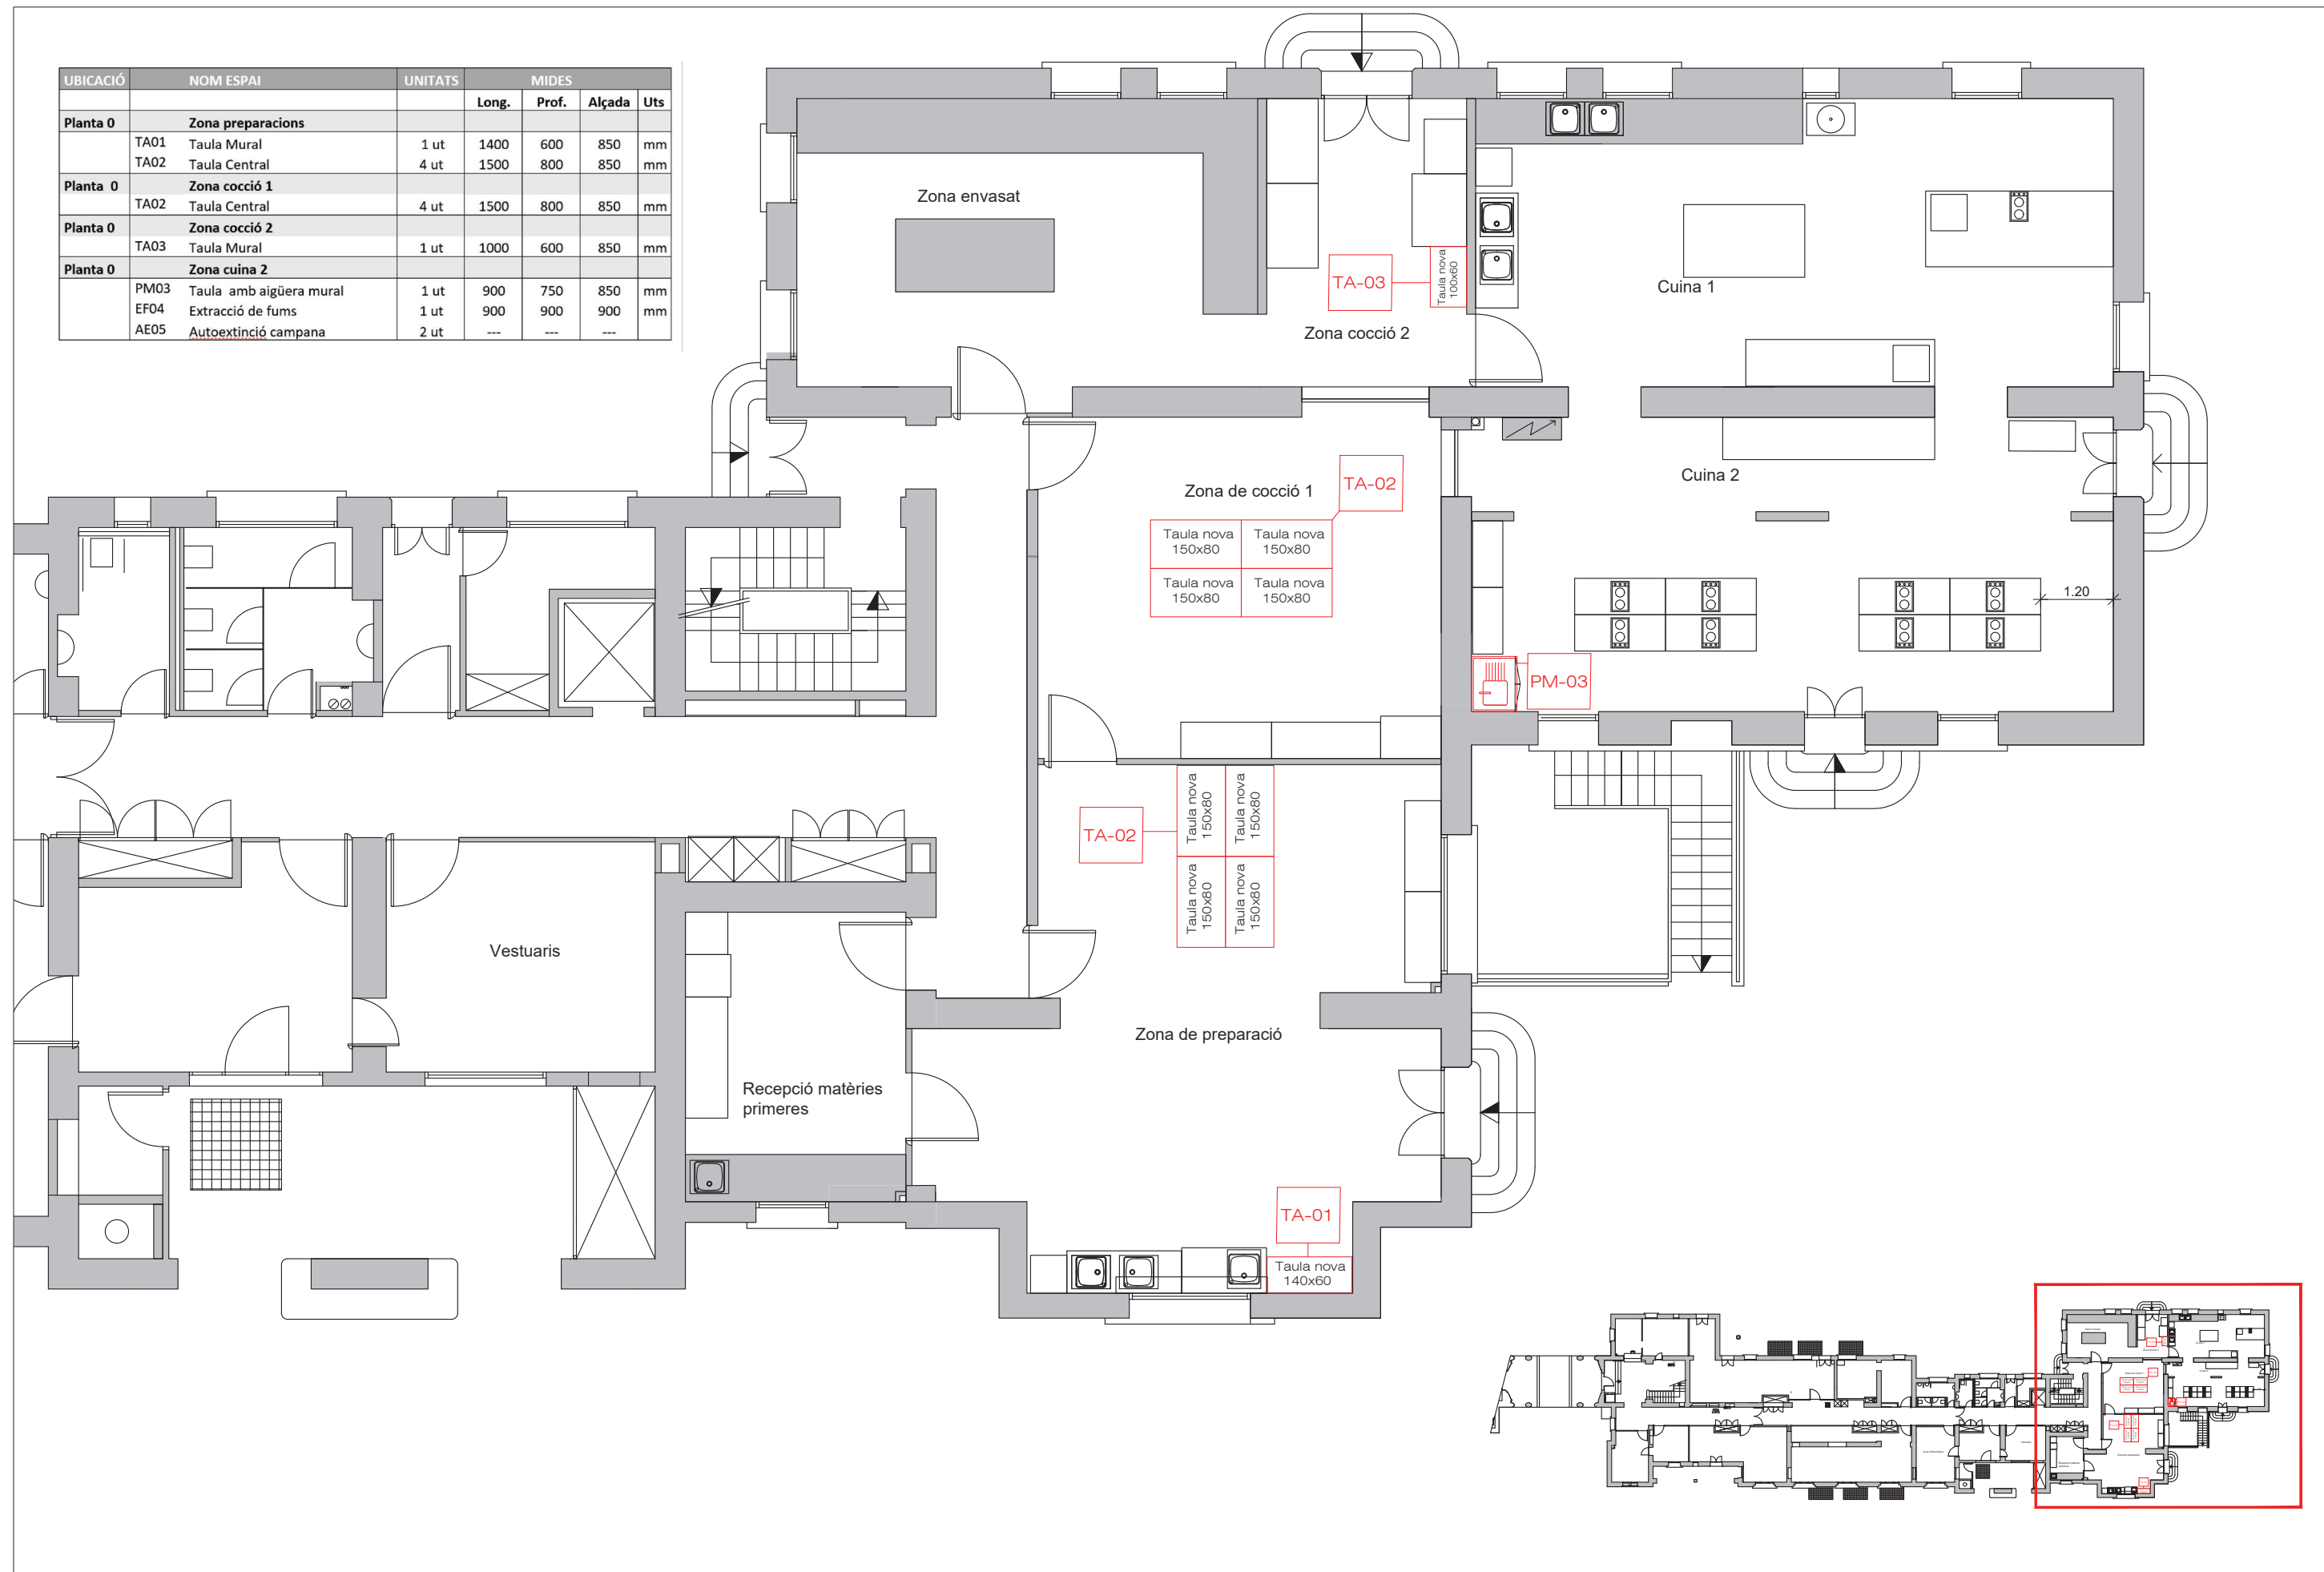 UBICACIÓ NOM ESPAI UNITATS MIDES
Long. Prof. Alçada Uts
Planta 0 Zona preparacions
TA01 Taula Mural 1 ut 1400 600 850 mm
TA02 Taula Central 4 ut 1500 800 850 mm
Planta 0 Zona cocció 1
TA02 Taula Central 4 ut 1500 800 850 mm
Planta 0 Zona cocció 2
TA03 Taula Mural 1 ut 1000 600 850 mm
Planta 0 Zona cuina 2
PM03 Taula amb aigüera mural 1 ut 900 750 850 mm
EF04 Extracció de fums 1 ut 900 900 900 mm
AE05 Autoextinció campana 2 ut --- --- ---
Zona envasat
TA-03
Taula nova
100x60
Zona cocció 2
Cuina 1
Cuina 2
Zona de cocció 1
TA-02
Taula nova
150x80
Taula nova
150x80
Taula nova
150x80
Taula nova
150x80
1.20
PM-03
TA-02
Taula nova
150x80
Taula nova
150x80
Taula nova
150x80
Taula nova
150x80
Vestuaris
Zona de preparació
Recepció matèries
primeres
TA-01
Taula nova
140x60